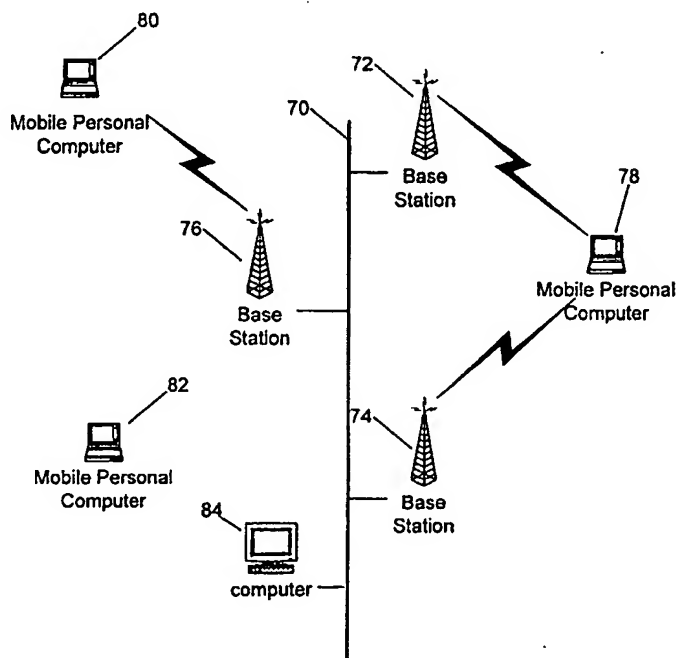 80
Mobile Personal
Computer
72
70
Base
Station
78
Mobile Personal
Computer
76
Base
Station
82
Mobile Personal
Computer
74
Base
Station
84
computer